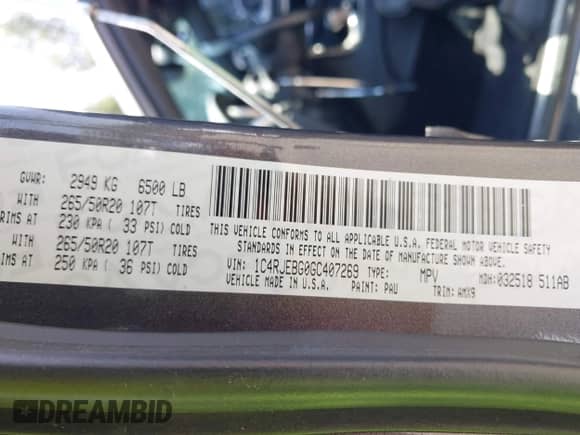 GVWR: 2949 KG 6500 LB
WITH 265/50R20 107T TIRES
RIMS AT 230 KPA ( 33 PSI) COLD
WITH 265/50R20 107T TIRES
RIMS AT 250 KPA ( 36 PSI) COLD
THIS VEHICLE CONFORMS TO ALL APPLICABLE U.S.A. FEDERAL MOTOR VEHICLE SAFETY
STANDARDS IN EFFECT ON THE DATE OF MANUFACTURE SHOWN ABOVE.
VIN: 1C4RJEBG0GC407269 TYPE: MPV MDH:032518 511AB
VEHICLE MADE IN U.S.A. PAINT: PAU TRIM: AMX9
DREAMBID